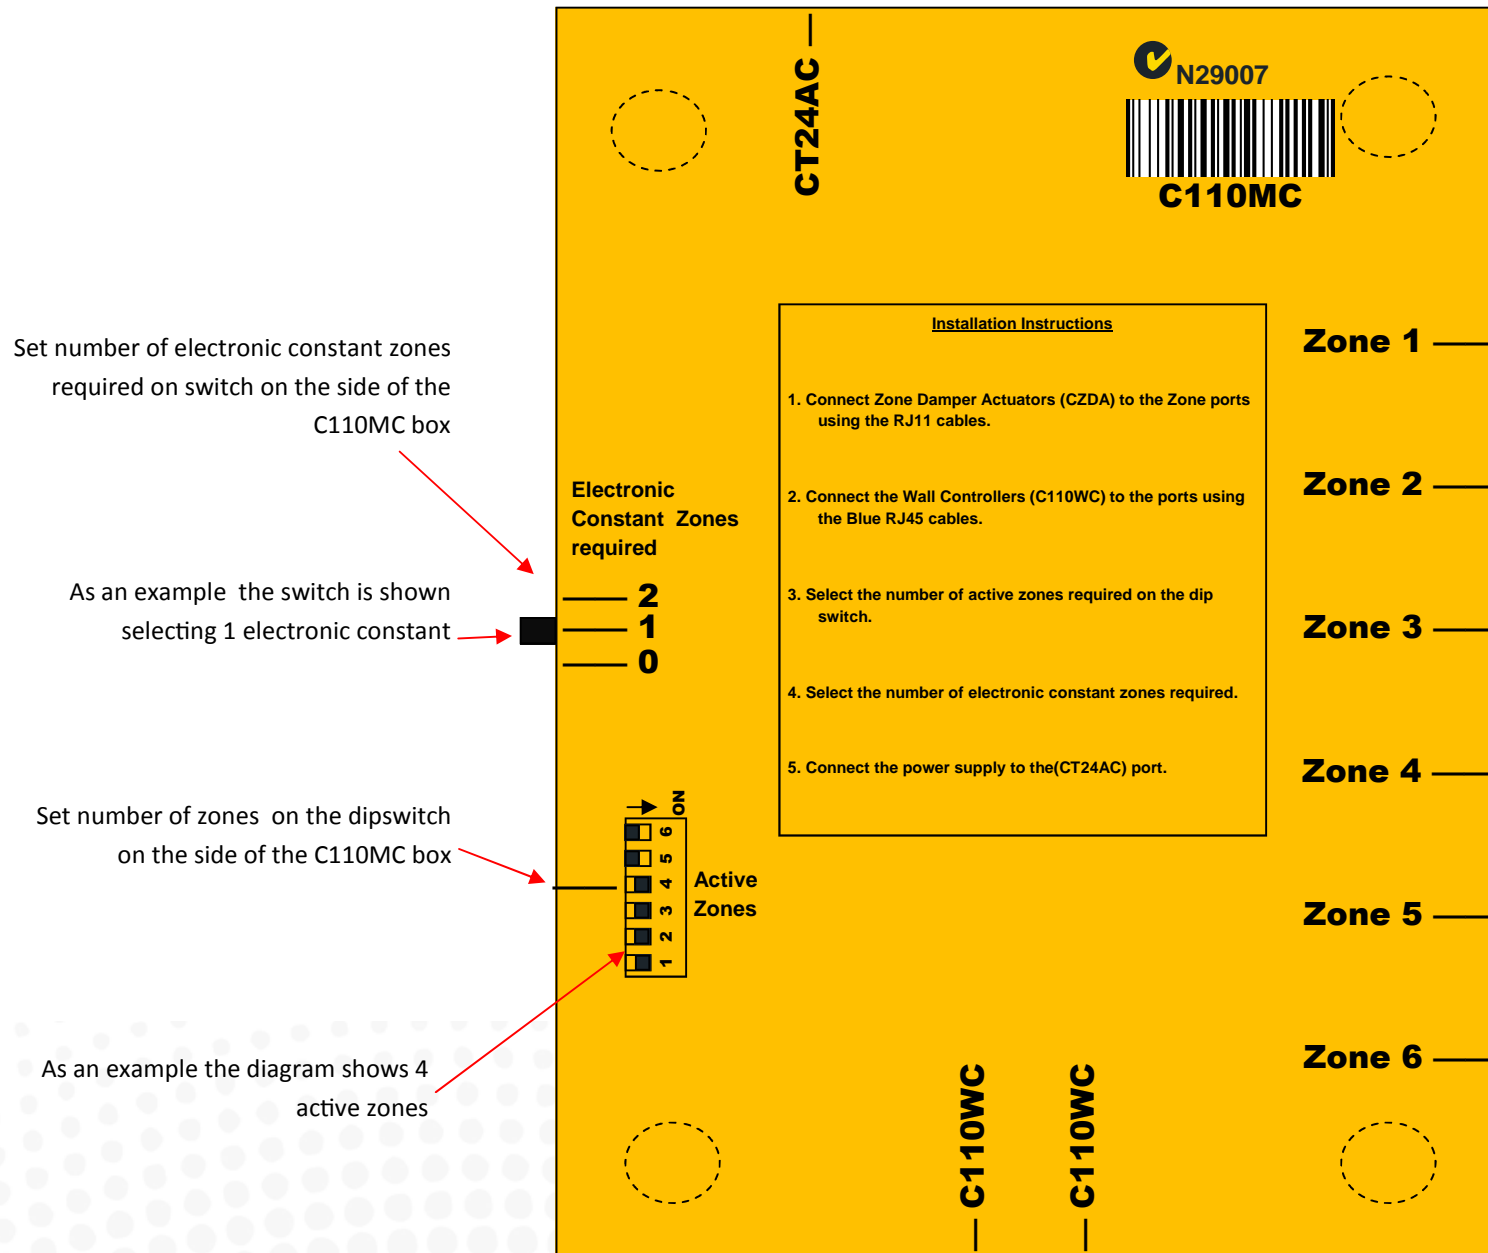 CT24AC
N29007
C110MC
Set number of electronic constant zones
required on switch on the side of the
C110MC box
As an example  the switch is shown
selecting 1 electronic constant
Set number of zones  on the dipswitch
on the side of the C110MC box
As an example the diagram shows 4
active zones
Electronic
Constant  Zones
required
2
1
0
ON
6
5
4
3
2
1
Active
Zones
Installation Instructions
1. Connect Zone Damper Actuators (CZDA) to the Zone ports
using the RJ11 cables.
2. Connect the Wall Controllers (C110WC) to the ports using
the Blue RJ45 cables.
3. Select the number of active zones required on the dip
switch.
4. Select the number of electronic constant zones required.
5. Connect the power supply to the(CT24AC) port.
Zone 1
Zone 2
Zone 3
Zone 4
Zone 5
Zone 6
C110WC
C110WC